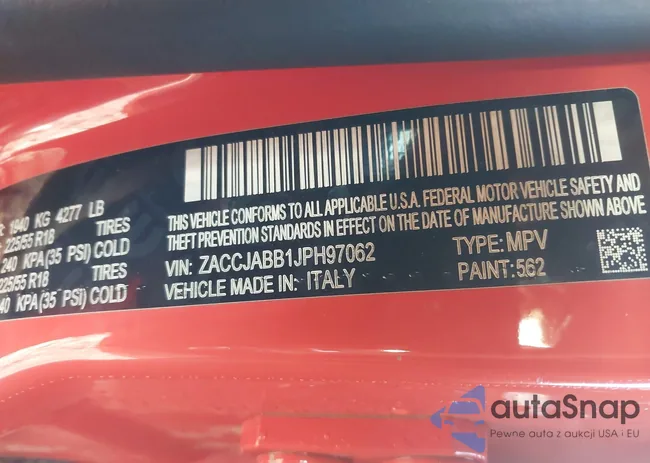 1940 KG 4277 LB
225/55 R18 TIRES
240 KPA(35 PSI) COLD
225/55 R18 TIRES
KPA(35 PSI) COLD
THIS VEHICLE CONFORMS TO ALL APPLICABLE U.S.A. FEDERAL MOTOR VEHICLE SAFETY AND
THEFT PREVENTION STANDARDS IN EFFECT ON THE DATE OF MANUFACTURE SHOWN ABOVE
VIN: ZACCJABB1JPH97062 TYPE: MPV
VEHICLE MADE IN: ITALY PAINT: 562
autaSnap
Pewne auta z aukcji USA i EU